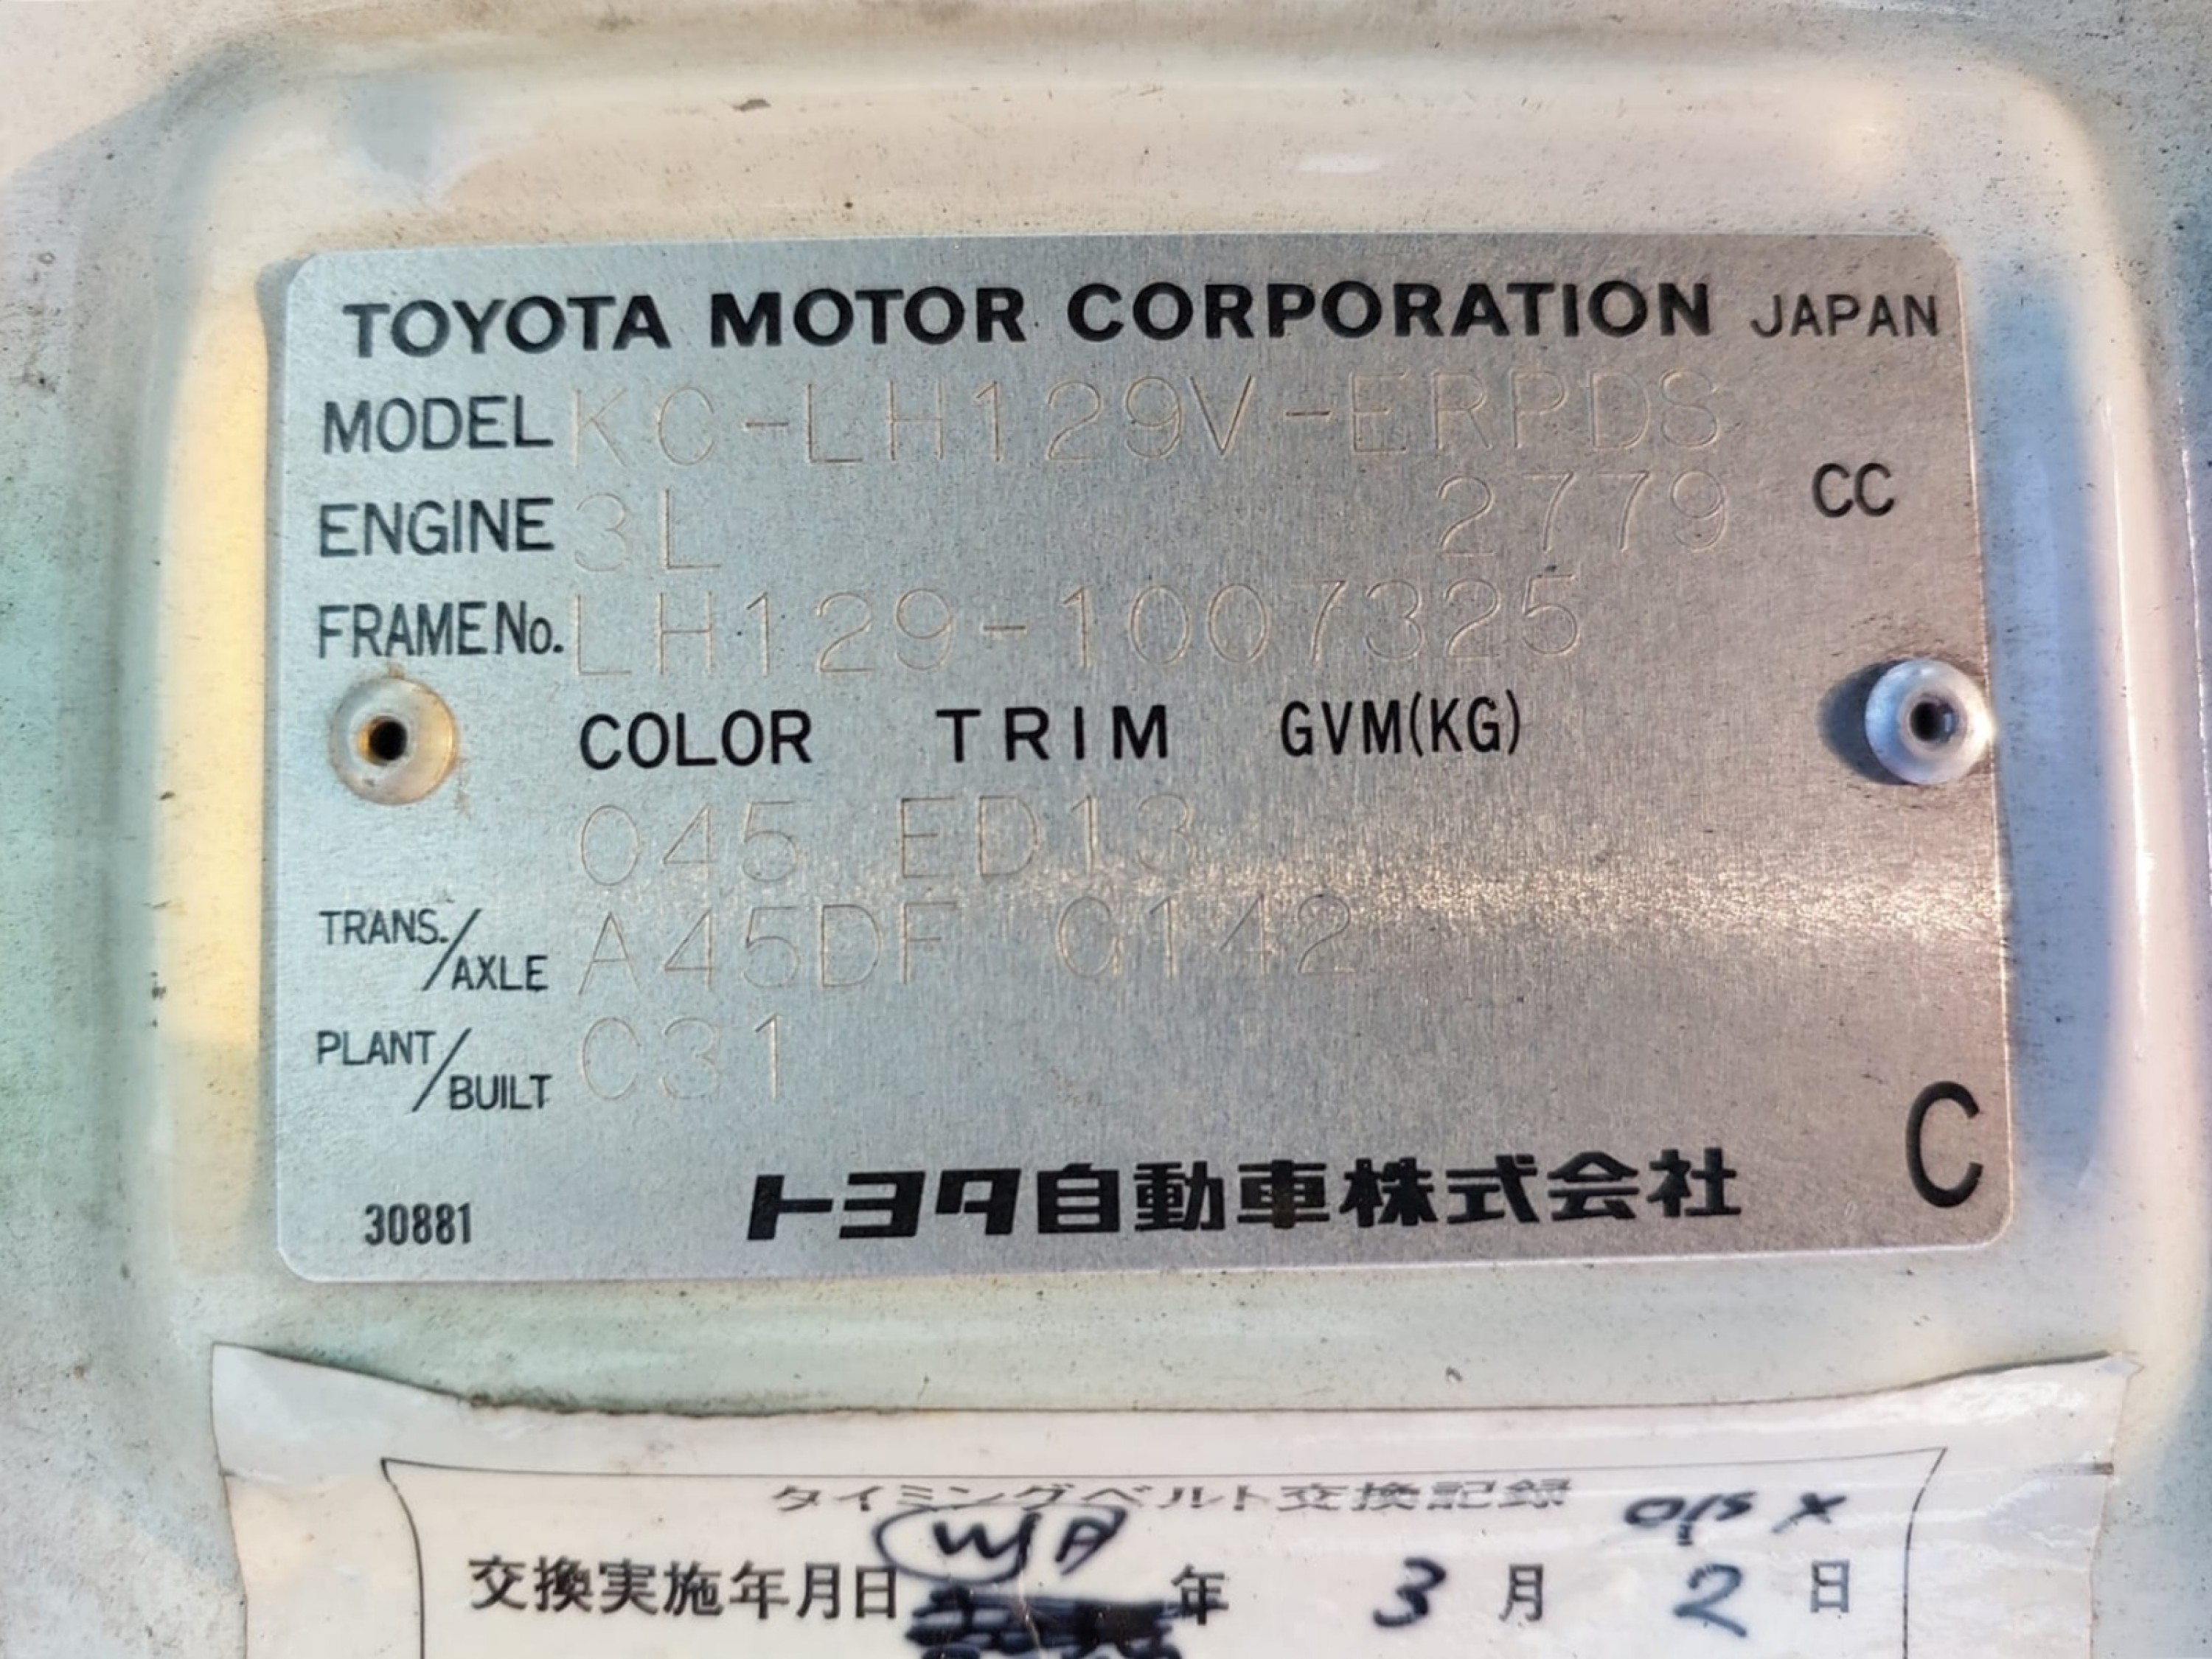 TOYOTA MOTOR CORPORATION JAPAN
MODEL KC-LH129V-ERPDS
ENGINE 3L 2779 CC
FRAME No. LH129-1007325
COLOR TRIM GVM(KG)
045 ED13
TRANS./AXLE A45DF G142
PLANT/BUILT C31
30881 トヨタ自動車株式会社 C
タイミングベルト交換記録
交換実施年月日 年 3月 2日